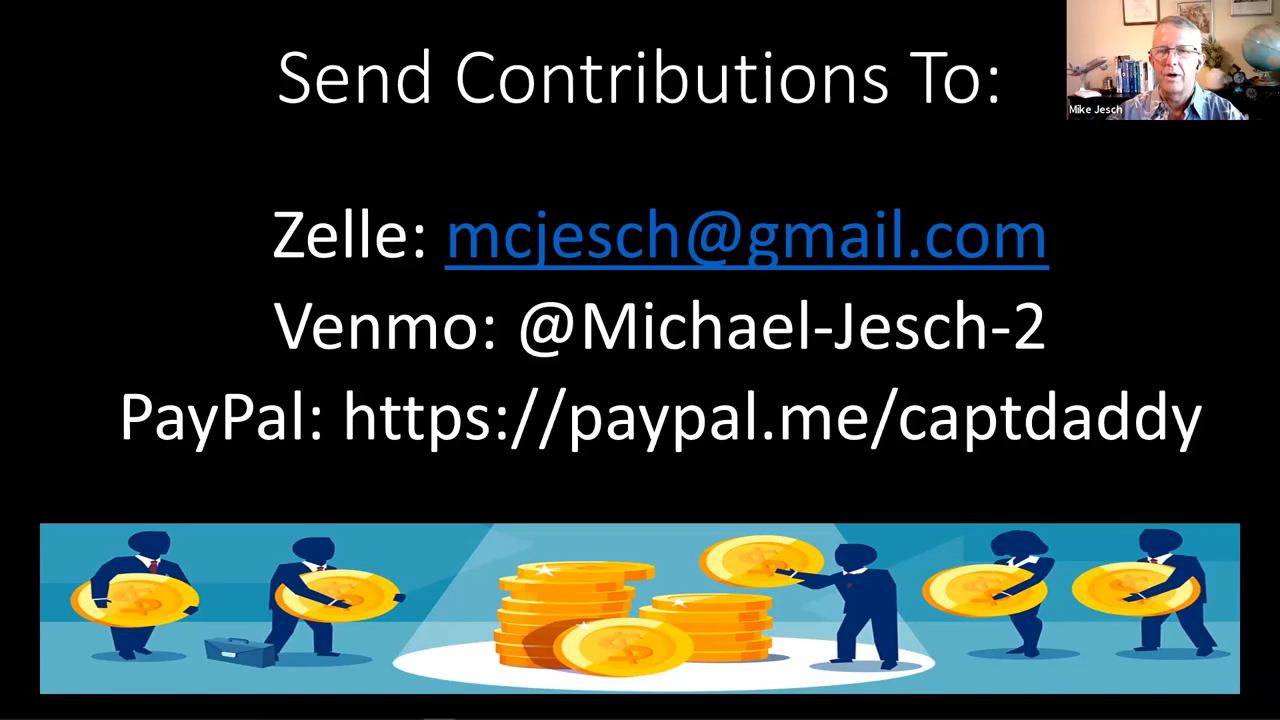 Send Contributions To:
Mike Jesch
Zelle: mcjesch@gmail.com
Venmo: @Michael-Jesch-2
PayPal: https://paypal.me/captdaddy